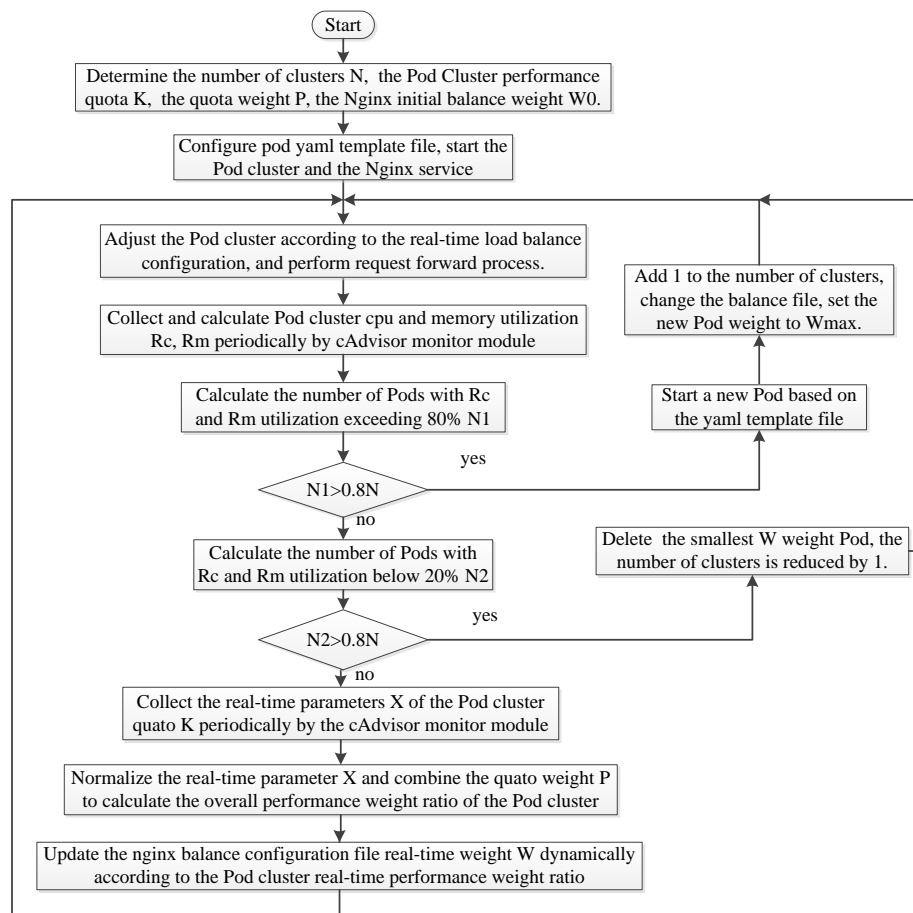 Start
Determine the number of clusters N, the Pod Cluster performance
quota K, the quota weight P, the Nginx initial balance weight W0.
Configure pod yaml template file, start the
Pod cluster and the Nginx service
Adjust the Pod cluster according to the real-time load balance
configuration, and perform request forward process.
Add 1 to the number of clusters,
change the balance file, set the
new Pod weight to Wmax.
Collect and calculate Pod cluster cpu and memory utilization
Rc, Rm periodically by cAdvisor monitor module
Calculate the number of Pods with Rc
and Rm utilization exceeding 80% N1
Start a new Pod based on
the yaml template file
yes
N1>0.8N
no
Calculate the number of Pods with
Rc and Rm utilization below 20% N2
Delete the smallest W weight Pod, the
number of clusters is reduced by 1.
yes
N2>0.8N
no
Collect the real-time parameters X of the Pod cluster
quato K periodically by the cAdvisor monitor module
Normalize the real-time parameter X and combine the quato weight P
to calculate the overall performance weight ratio of the Pod cluster
Update the nginx balance configuration file real-time weight W dynamically
according to the Pod cluster real-time performance weight ratio